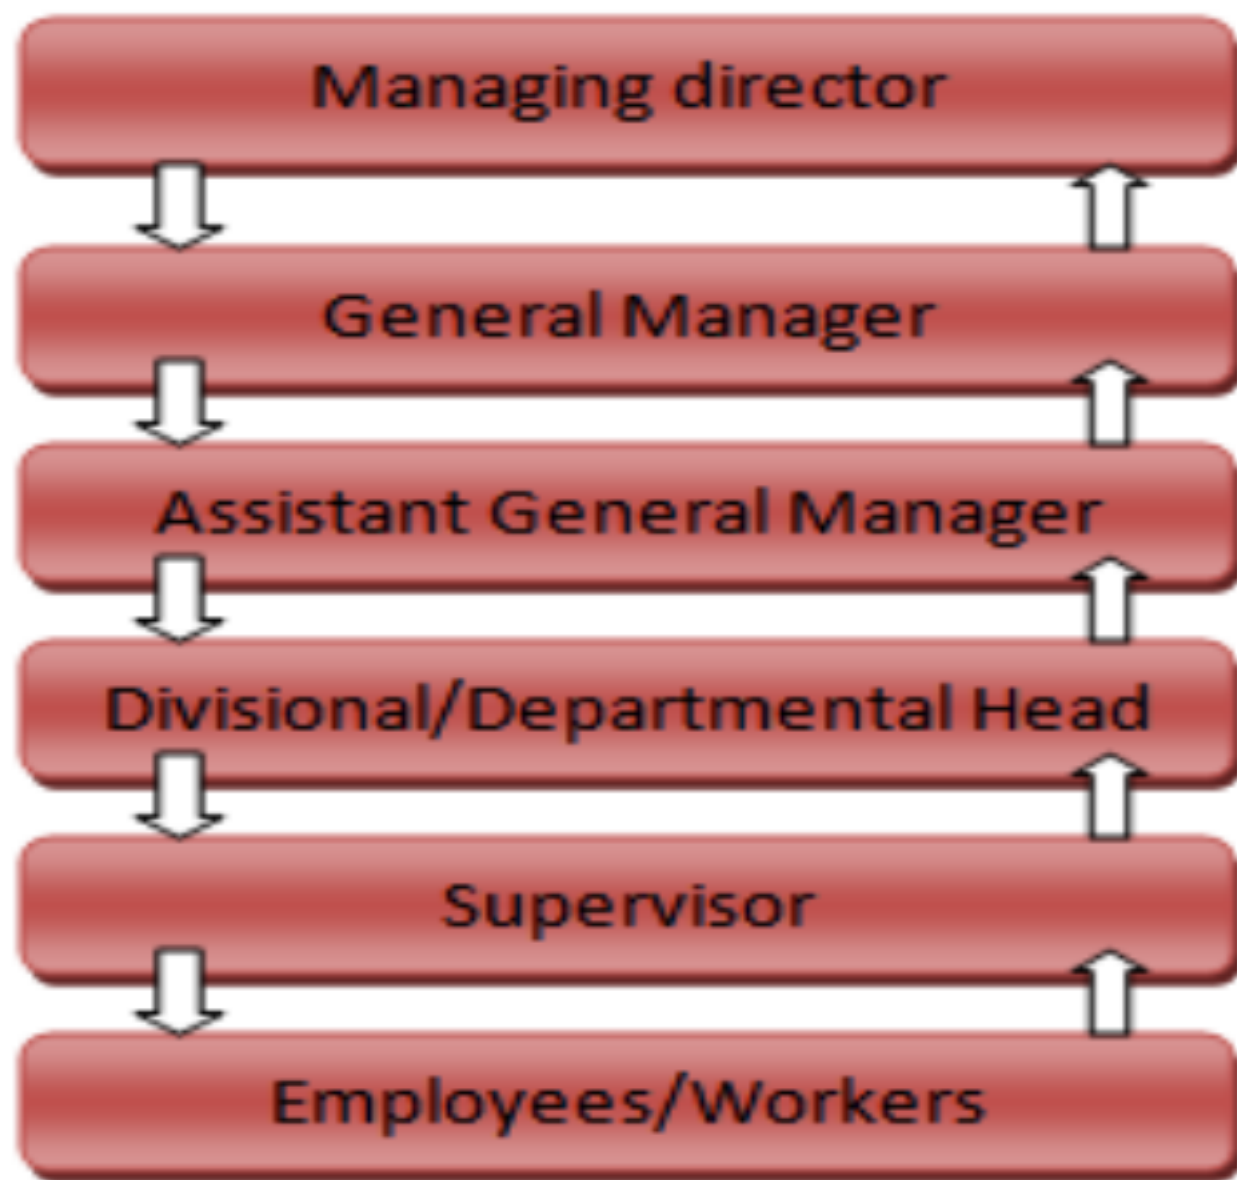 Managing director
General Manager
Assistant General Manager
Divisional/Departmental Head
Supervisor
Employees/Workers